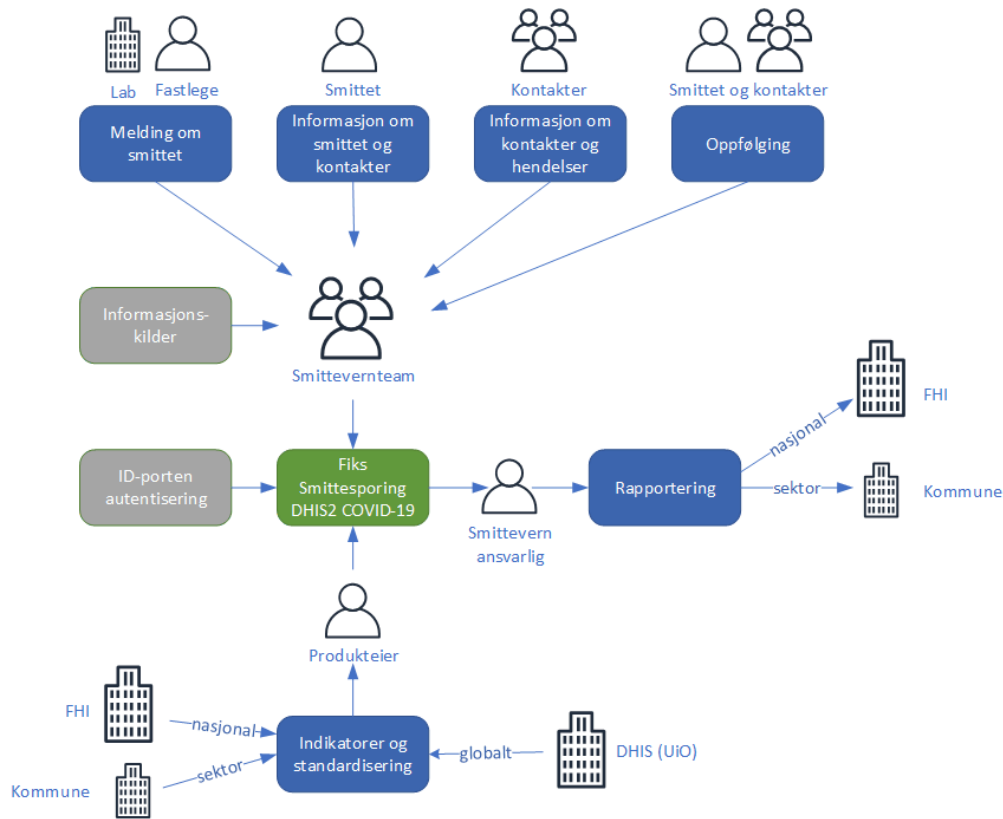 Lab
Fastlege
Smittet
Kontakter
Smittet og kontakter
Melding om
smittet
Informasjon om
smittet og
kontakter
Informasjon om
kontakter og
hendelser
Oppfølging
Informasjons-
kilder
Smittevernteam
FHI
nasjonal
ID-porten
autentisering
Fiks
Smittesporing
DHIS2 COVID-19
Rapportering
sektor
Kommune
Smittevern
ansvarlig
Produkteier
FHI
nasjonal
Indikatorer og
standardisering
globalt
DHIS (UiO)
sektor
Kommune